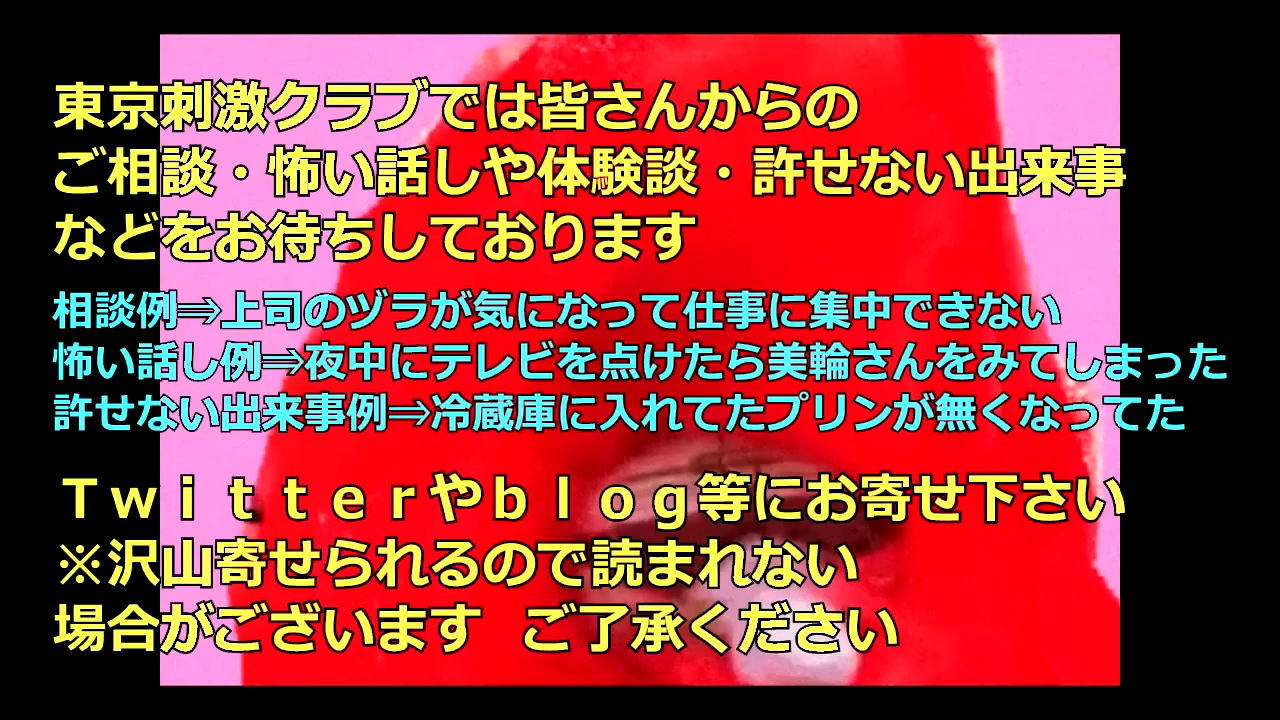 東京刺激クラブでは皆さんからの
ご相談・怖い話しや体験談・許せない出来事
などをお待ちしております
相談例⇒上司のヅラが気になって仕事に集中できない
怖い話し例⇒夜中にテレビを点けたら美輪さんをみてしまった
許せない出来事例⇒冷蔵庫に入れてたプリンが無くなってた
Ｔｗｉｔｔｅｒやｂｌｏｇ等にお寄せ下さい
※沢山寄せられるので読まれない
場合がございます　ご了承ください